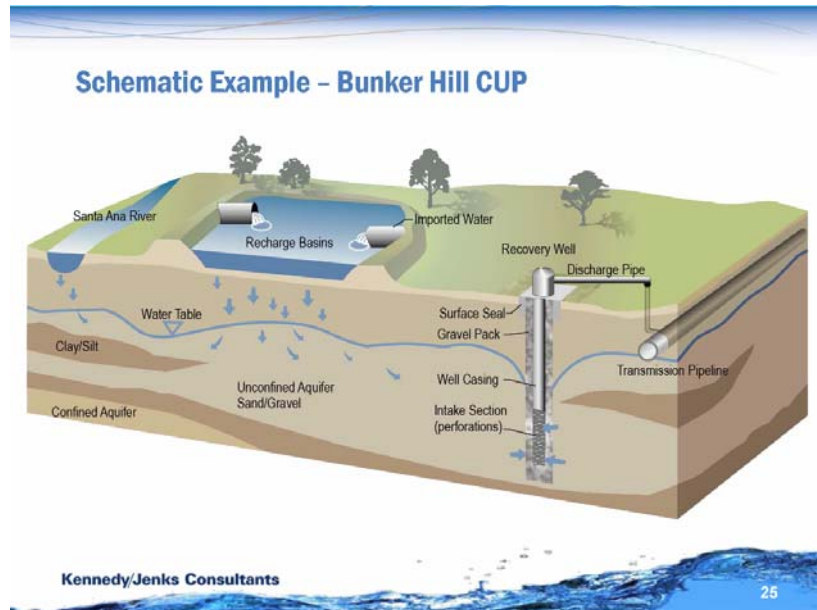 Schematic Example – Bunker Hill CUP
Santa Ana River
Recharge Basins
Imported Water
Recovery Well
Discharge Pipe
Water Table
Surface Seal
Gravel Pack
Clay/Silt
Transmission Pipeline
Well Casing
Unconfined Aquifer
Sand/Gravel
Confined Aquifer
Intake Section
(perforations)
Kennedy/Jenks Consultants
25